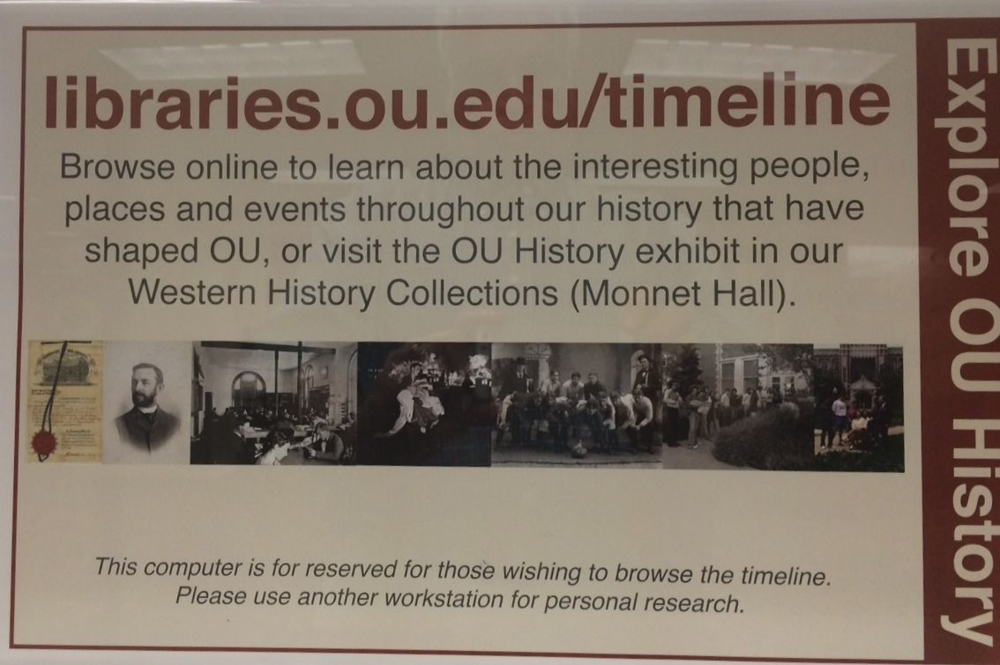 libraries.ou.edu/timeline
Browse online to learn about the interesting people,
places and events throughout our history that have
shaped OU, or visit the OU History exhibit in our
Western History Collections (Monnet Hall).
This computer is for reserved for those wishing to browse the timeline.
Please use another workstation for personal research.
Explore OU History